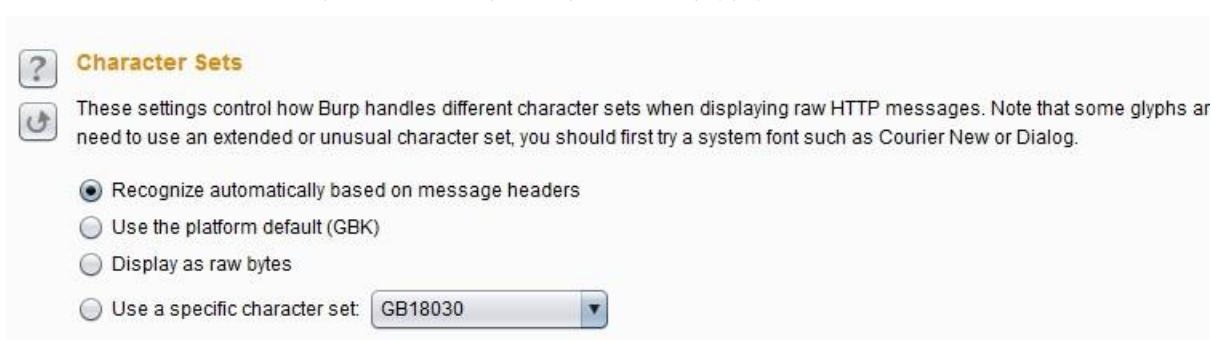 Character Sets
These settings control how Burp handles different character sets when displaying raw HTTP messages. Note that some glyphs
need to use an extended or unusual character set, you should first try a system font such as Courier New or Dialog.
Recognize automatically based on message headers
Use the platform default (GBK)
Display as raw bytes
Use a specific character set: GB18030